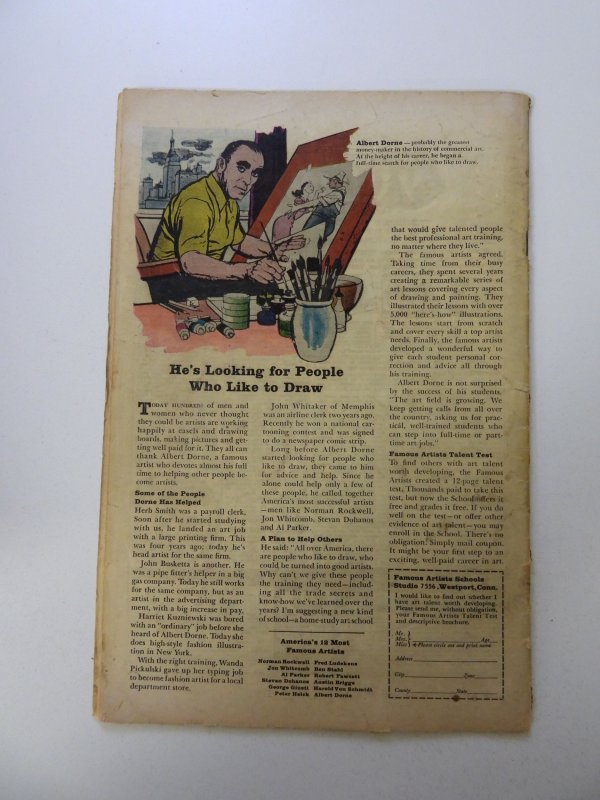 Albert Dorne — probably the greatest
money-maker in the history of commercial art.
At the height of his career, he began a
full-time search for people who like to draw.
He's Looking for People
Who Like to Draw
TODAY HUNDREDS of men and
women who never thought
they could be artists are working
happily at easels and drawing
boards, making pictures and get-
ting well paid for it. They all can
thank Albert Dorne, a famous
artist who devotes almost his full
time to helping other people be-
come artists.
Some of the People
Dorne Has Helped
Herb Smith was a payroll clerk.
Soon after he started studying
with us, he landed an art job
with a large printing firm. This
was four years ago; today he's
head artist for the same firm.
John Busketta is another. He
was a pipe fitter's helper in a big
gas company. Today he still works
for the same company, but as an
artist in the advertising depart-
ment, with a big increase in pay.
Harriet Kuzniewski was bored
with an "ordinary" job before she
heard of Albert Dorne. Today she
does high-style fashion illustra-
tion in New York.
With the right training, Wanda
Pickulski gave up her typing job
to become fashion artist for a local
department store.
John Whitaker of Memphis
was an airline clerk two years ago.
Recently he won a national car-
tooning contest and was signed
to do a newspaper comic strip.
Long before Albert Dorne
started looking for people who
like to draw, they came to him
for advice and help. Since he
alone could help only a few of
these people, he called together
America's most successful artists
—men like Norman Rockwell,
Jon Whitcomb, Stevan Dohanos
and Al Parker.
A Plan to Help Others
He said: "All over America, there
are people who like to draw, who
could be turned into good artists.
Why can't we give these people
the training they need—includ-
ing all the trade secrets and
know-how we've learned over the
years? I'm suggesting a new kind
of school—a home-study art school
America's 12 Most
Famous Artists
Norman Rockwell Fred Ludekens
Jon Whitcomb Ben Stahl
Al Parker Robert Fawcett
Stevan Dohanos Austin Briggs
George Giusti Harold Von Schmidt
Peter Helck Albert Dorne
that would give talented people
the best professional art training,
no matter where they live."
The famous artists agreed.
Taking time from their busy
careers, they spent several years
creating a remarkable series of
art lessons covering every aspect
of drawing and painting. They
illustrated their lessons with over
5,000 "here's-how" illustrations.
The lessons start from scratch
and cover every skill a top artist
needs. Finally, the famous artists
developed a wonderful way to
give each student personal cor-
rection and advice all through
his training.
Albert Dorne is not surprised
by the success of his students.
"The art field is growing. We
keep getting calls from all over
the country, asking us for prac-
tical, well-trained students who
can step into full-time or part-
time art jobs."
Famous Artists Talent Test
To find others with art talent
worth developing, the Famous
Artists created a 12-page talent
test. Thousands paid to take this
test, but now the School offers it
free and grades it free. If you do
well on the test—or offer other
evidence of art talent—you may
enroll in the School. There's no
obligation. Simply mail coupon.
It might be your first step to an
exciting, well-paid career in art.
Famous Artists Schools
Studio 7556, Westport, Conn.
I would like to find out whether I
have art talent worth developing.
Please send me, without obligation,
your Famous Artists Talent Test
and descriptive brochure.
Mr.
Mrs. Age
Miss Please circle one and print name
Address
City Zone
County State